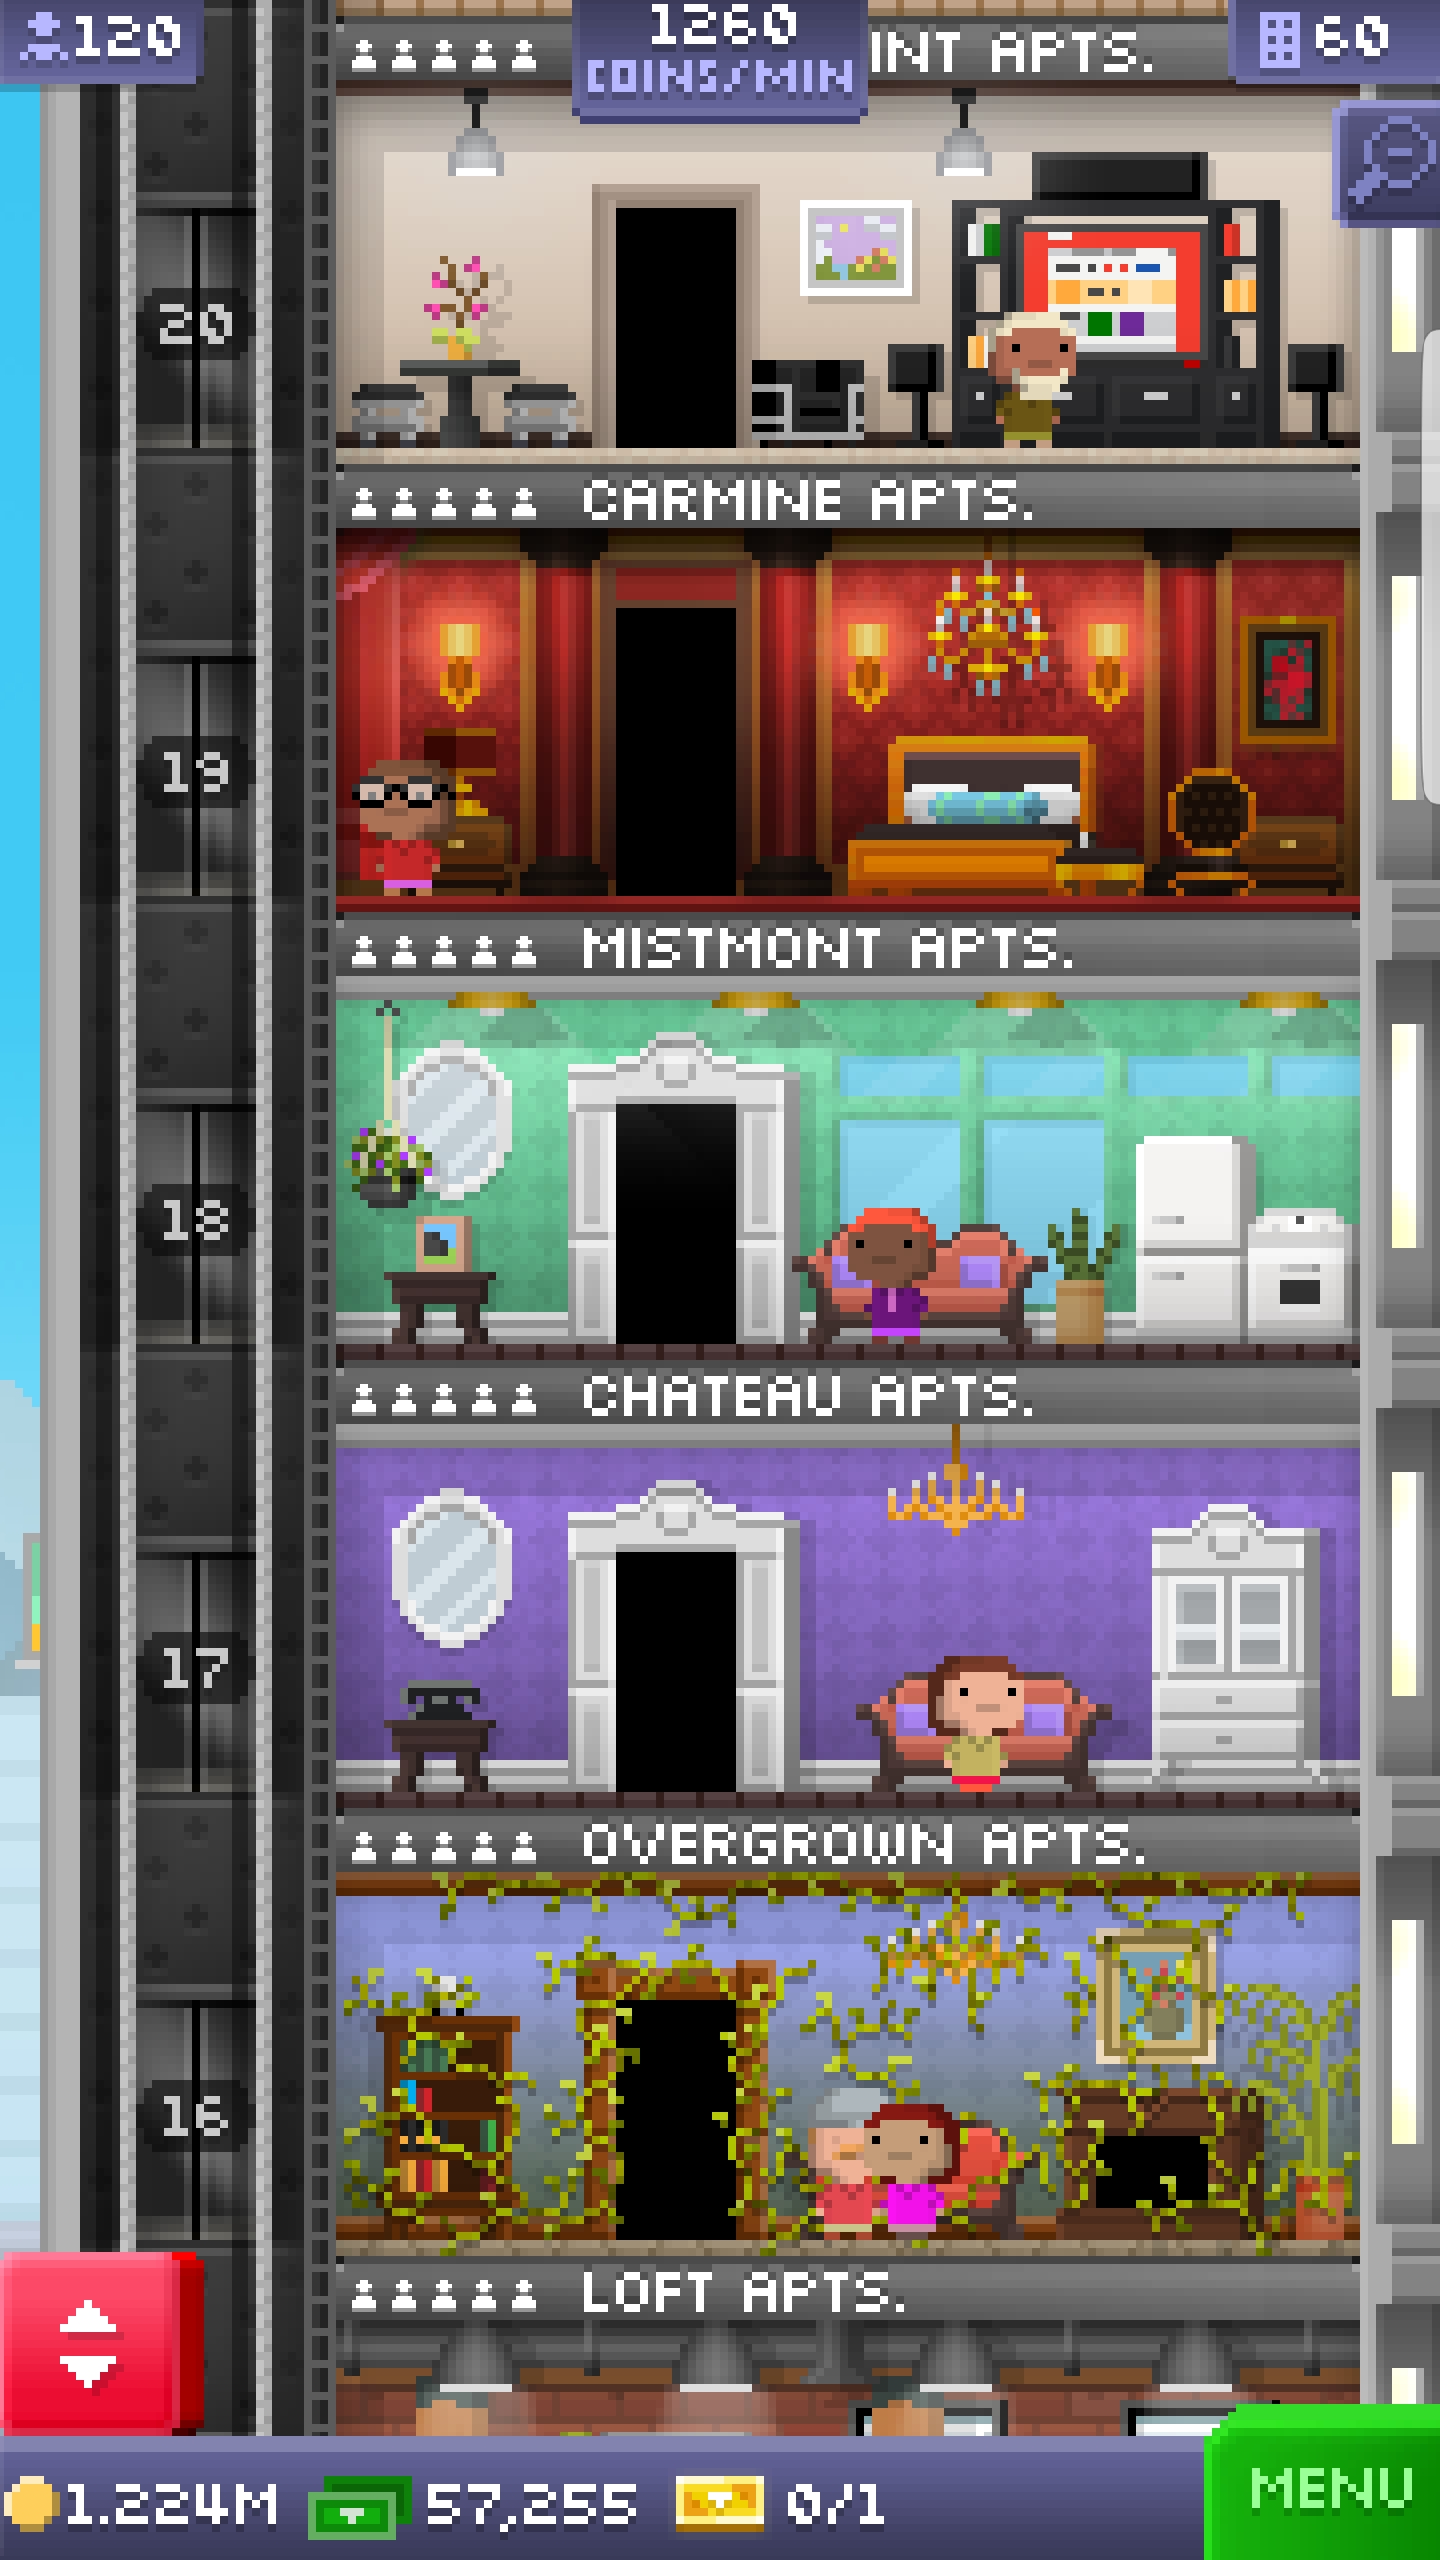 120
1260
COINS/MIN
60
INT APTS.
20
CARMINE APTS.
19
MISTMONT APTS.
18
CHATEAU APTS.
17
OVERGROWN APTS.
16
LOFT APTS.
1.224M 57,255 0/1
MENU